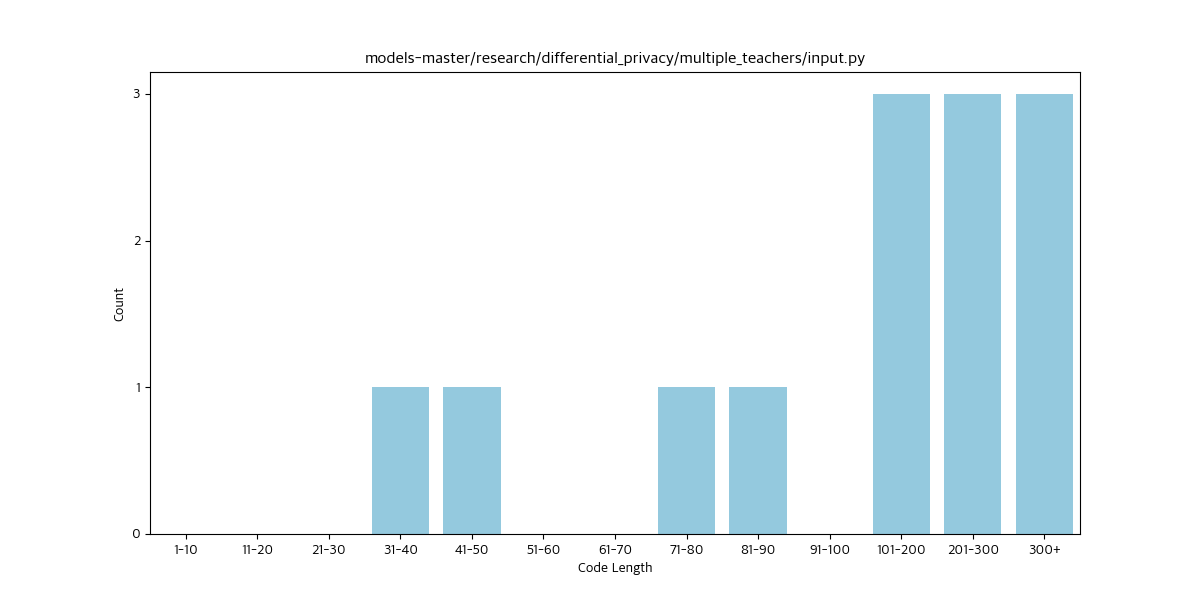 models-master/research/differential_privacy/multiple_teachers/input.py
3
2
1
0
Count
1-10 11-20 21-30 31-40 41-50 51-60 61-70 71-80 81-90 91-100 101-200 201-300 300+
Code Length